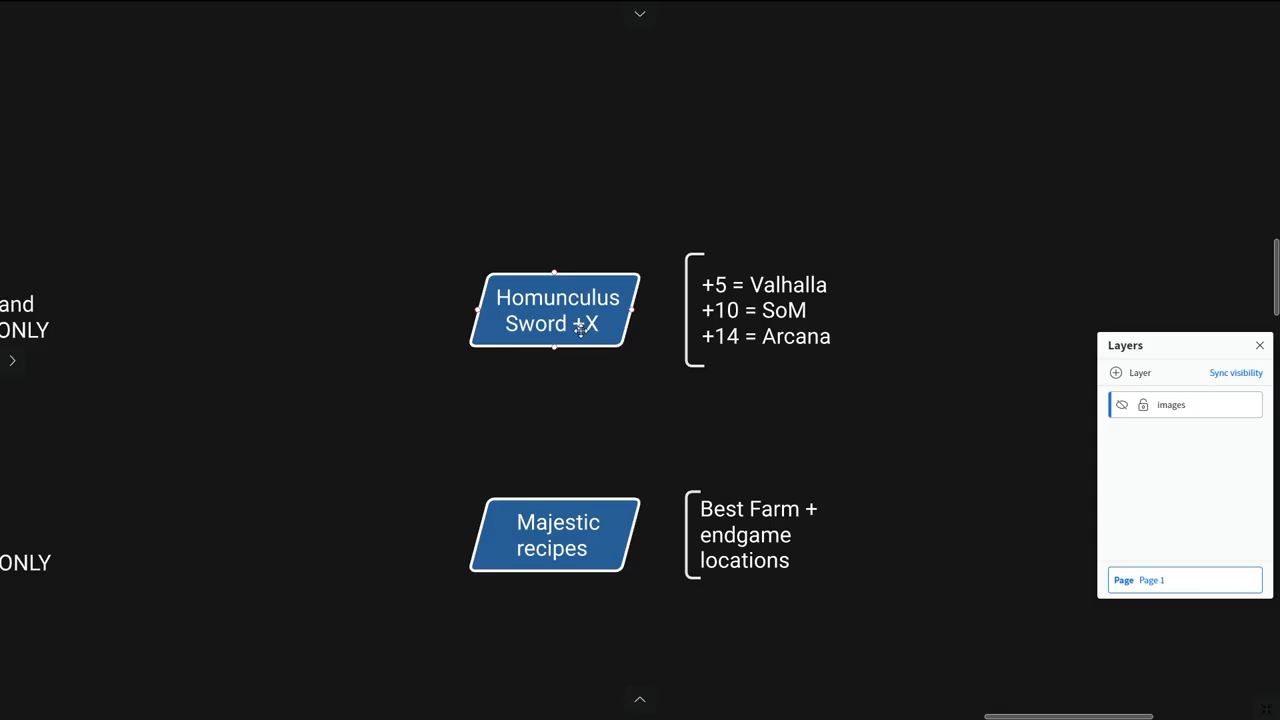 and
ONLY
Homunculus
Sword +X
+5 = Valhalla
+10 = SoM
+14 = Arcana
Layers
Layer
Sync visibility
images
Majestic
recipes
Best Farm +
endgame
locations
ONLY
Page Page 1